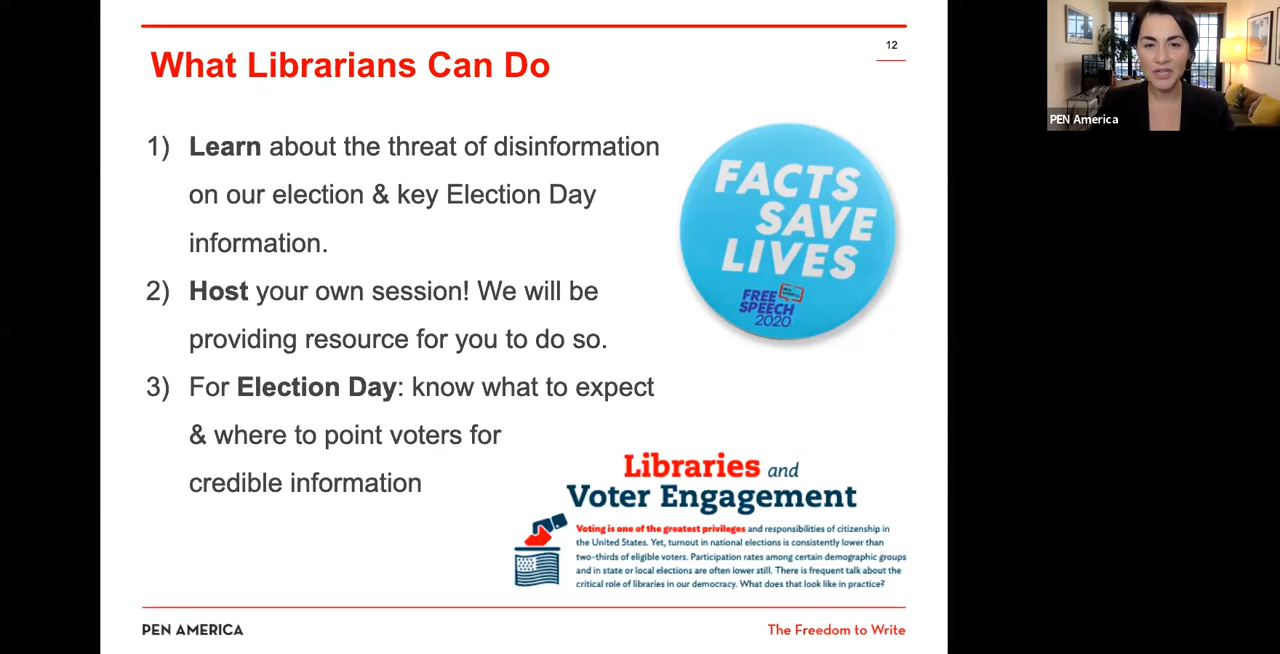 What Librarians Can Do
12
1) Learn about the threat of disinformation
on our election & key Election Day
information.
2) Host your own session! We will be
providing resource for you to do so.
3) For Election Day: know what to expect
& where to point voters for
credible information
FACTS
SAVE
LIVES
FREE
SPEECH
2020
Libraries and
Voter Engagement
Voting is one of the greatest privileges and responsibilities of citizenship in
the United States. Yet, turnout in national elections is consistently lower than
two-thirds of eligible voters. Participation rates among certain demographic groups
and in state or local elections are often lower still. There is frequent talk about the
critical role of libraries in our democracy. What does that look like in practice?
PEN AMERICA
The Freedom to Write
PEN America